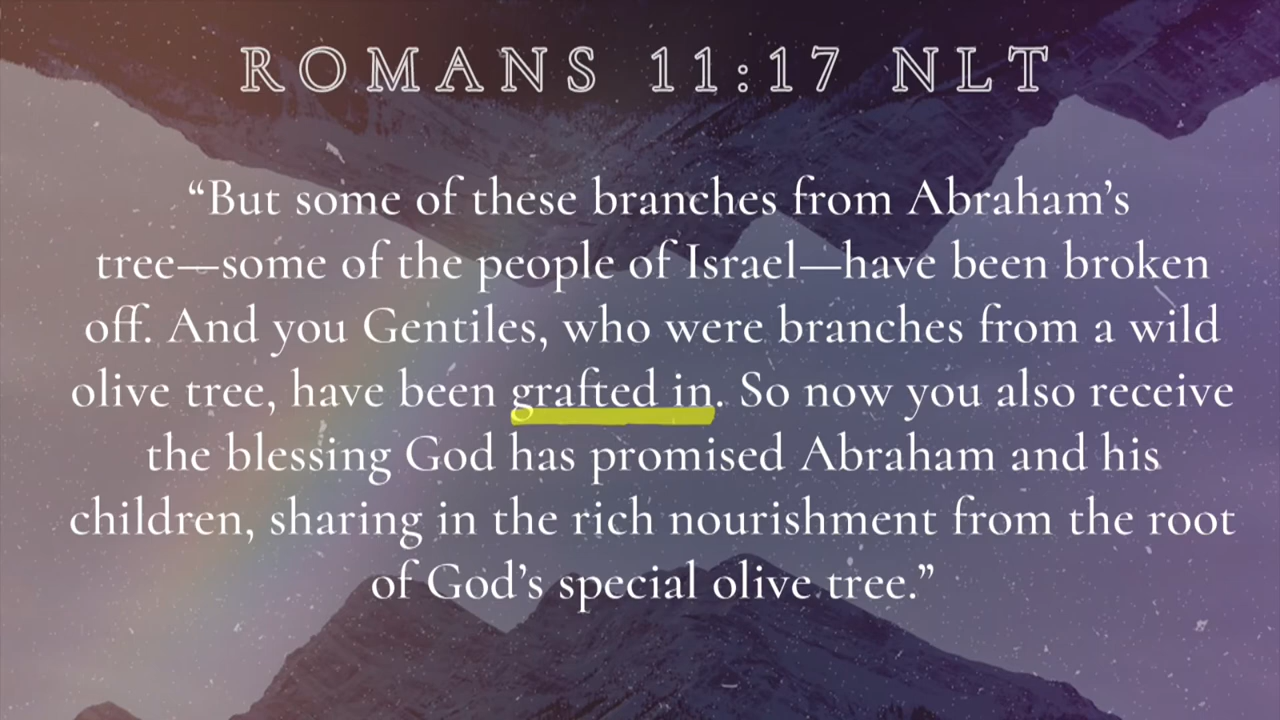 ROMANS 11:17 NLT
“But some of these branches from Abraham’s
tree—some of the people of Israel—have been broken
off. And you Gentiles, who were branches from a wild
olive tree, have been grafted in. So now you also receive
the blessing God has promised Abraham and his
children, sharing in the rich nourishment from the root
of God’s special olive tree.”